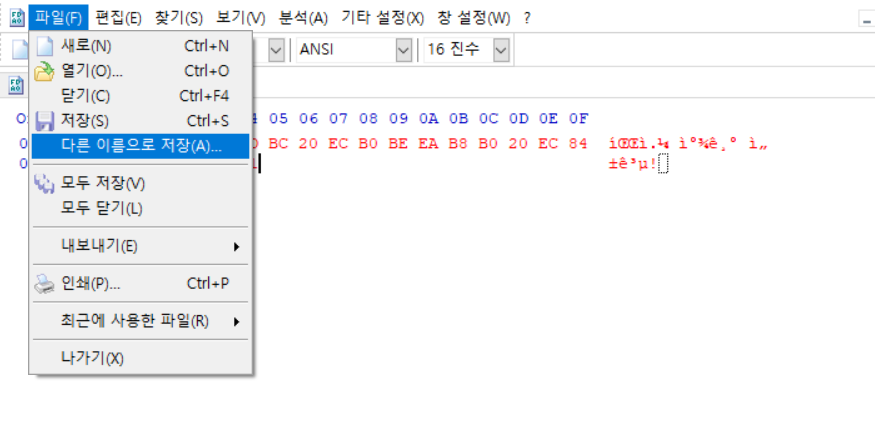 파일(F) 편집(E) 찾기(S) 보기(V) 분석(A) 기타 설정(X) 창 설정(W) ?
새로(N) Ctrl+N
ANSI 16 진수
열기(O)... Ctrl+O
닫기(C) Ctrl+F4
저장(S) Ctrl+S
05 06 07 08 09 0A 0B 0C 0D 0E 0F
다른 이름으로 저장(A)...
BC 20 EC B0 BE EA B8 B0 20 EC 84 íŒŒì.¼ ì°¾ê¸° ì„
±ê³µ!
모두 저장(V)
모두 닫기(L)
내보내기(E)
인쇄(P)... Ctrl+P
최근에 사용한 파일(R)
나가기(X)